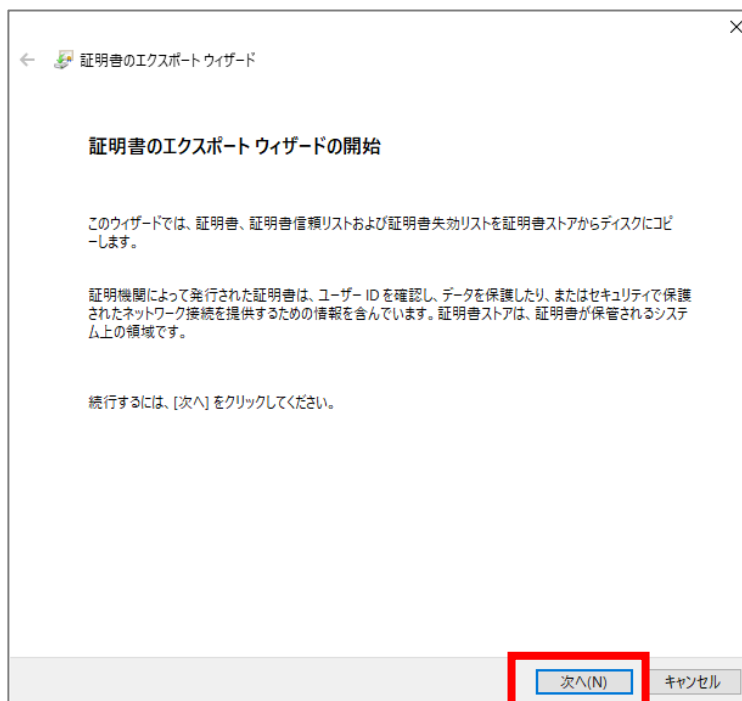 証明書のエクスポート ウィザード
証明書のエクスポート ウィザードの開始
このウィザードでは、証明書、証明書信頼リストおよび証明書失効リストを証明書ストアからディスクにコピ
ーします。
証明機関によって発行された証明書は、ユーザー ID を確認し、データを保護したり、またはセキュリティで保護
されたネットワーク接続を提供するための情報を含んでいます。証明書ストアは、証明書が保管されるシステ
ム上の領域です。
続行するには、[次へ] をクリックしてください。
次へ(N) キャンセル